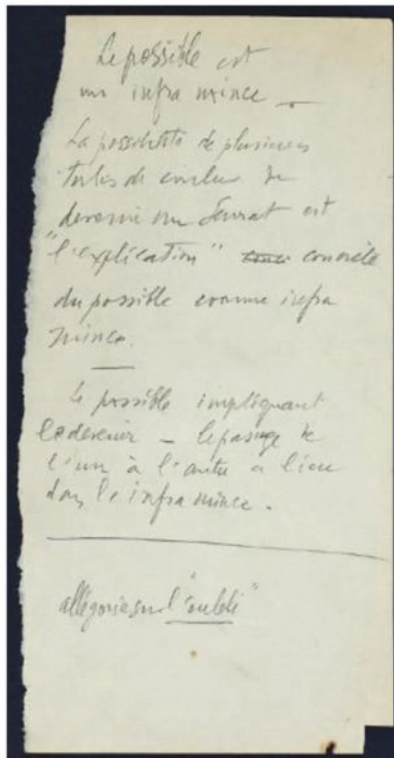 Le possible est
un infra mince —
La possibilité de plusieurs
tubes de couleur de
devenir un Seurat est
"l'explication" concrète
du possible comme infra
mince.
Le possible impliquant
le devenir — le passage de
l'un à l'autre a lieu
dans l'infra mince.
allégorie sur l'"oubli"